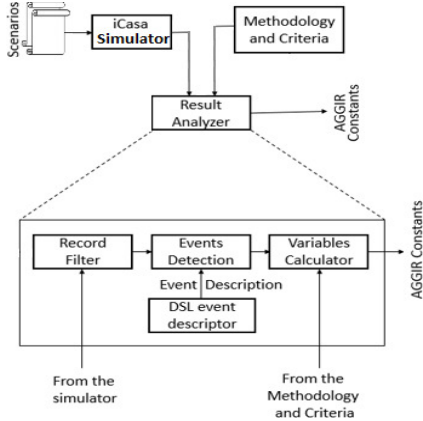 Scenarios
iCasa
Simulator
Methodology
and Criteria
Result
Analyzer
AGGIR
Constants
Record
Filter
Events
Detection
Variables
Calculator
AGGIR Constants
Event Description
DSL event
descriptor
From the
simulator
From the
Methodology
and Criteria